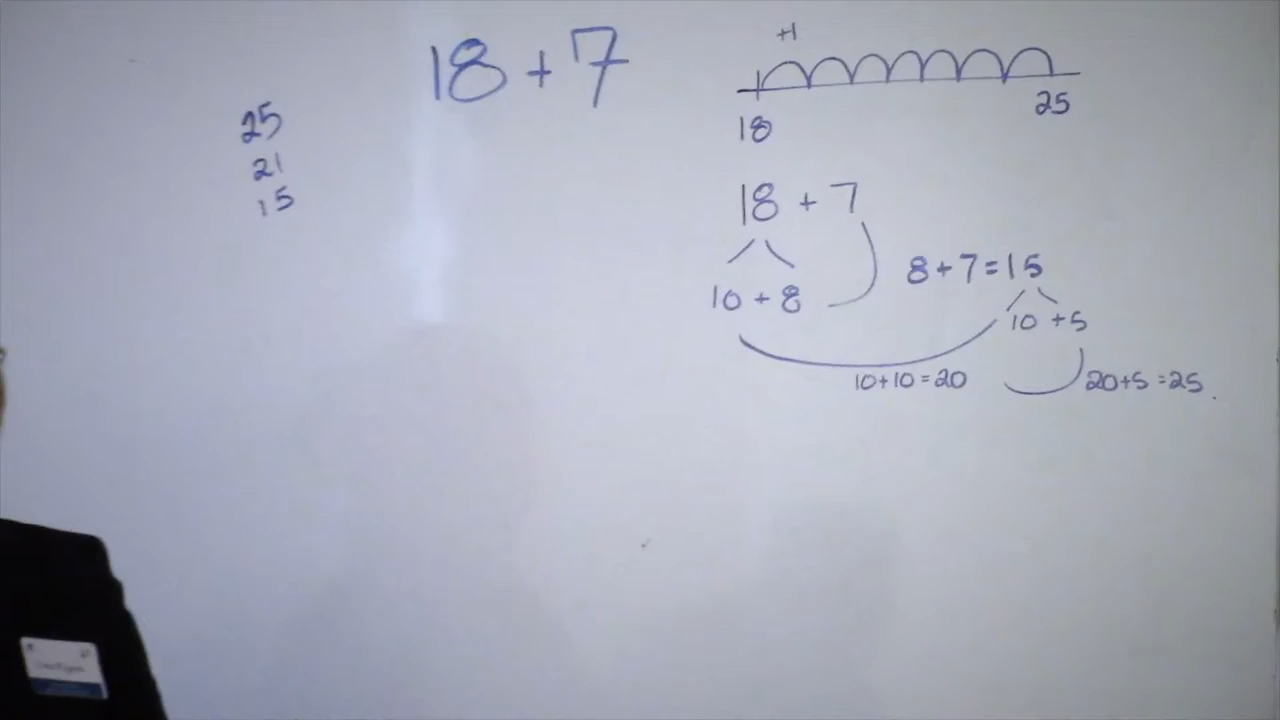 18 + 7
25
21
15
+1
18 25
18 + 7
10 + 8
8 + 7 = 15
10 + 5
10 + 10 = 20
20 + 5 = 25.